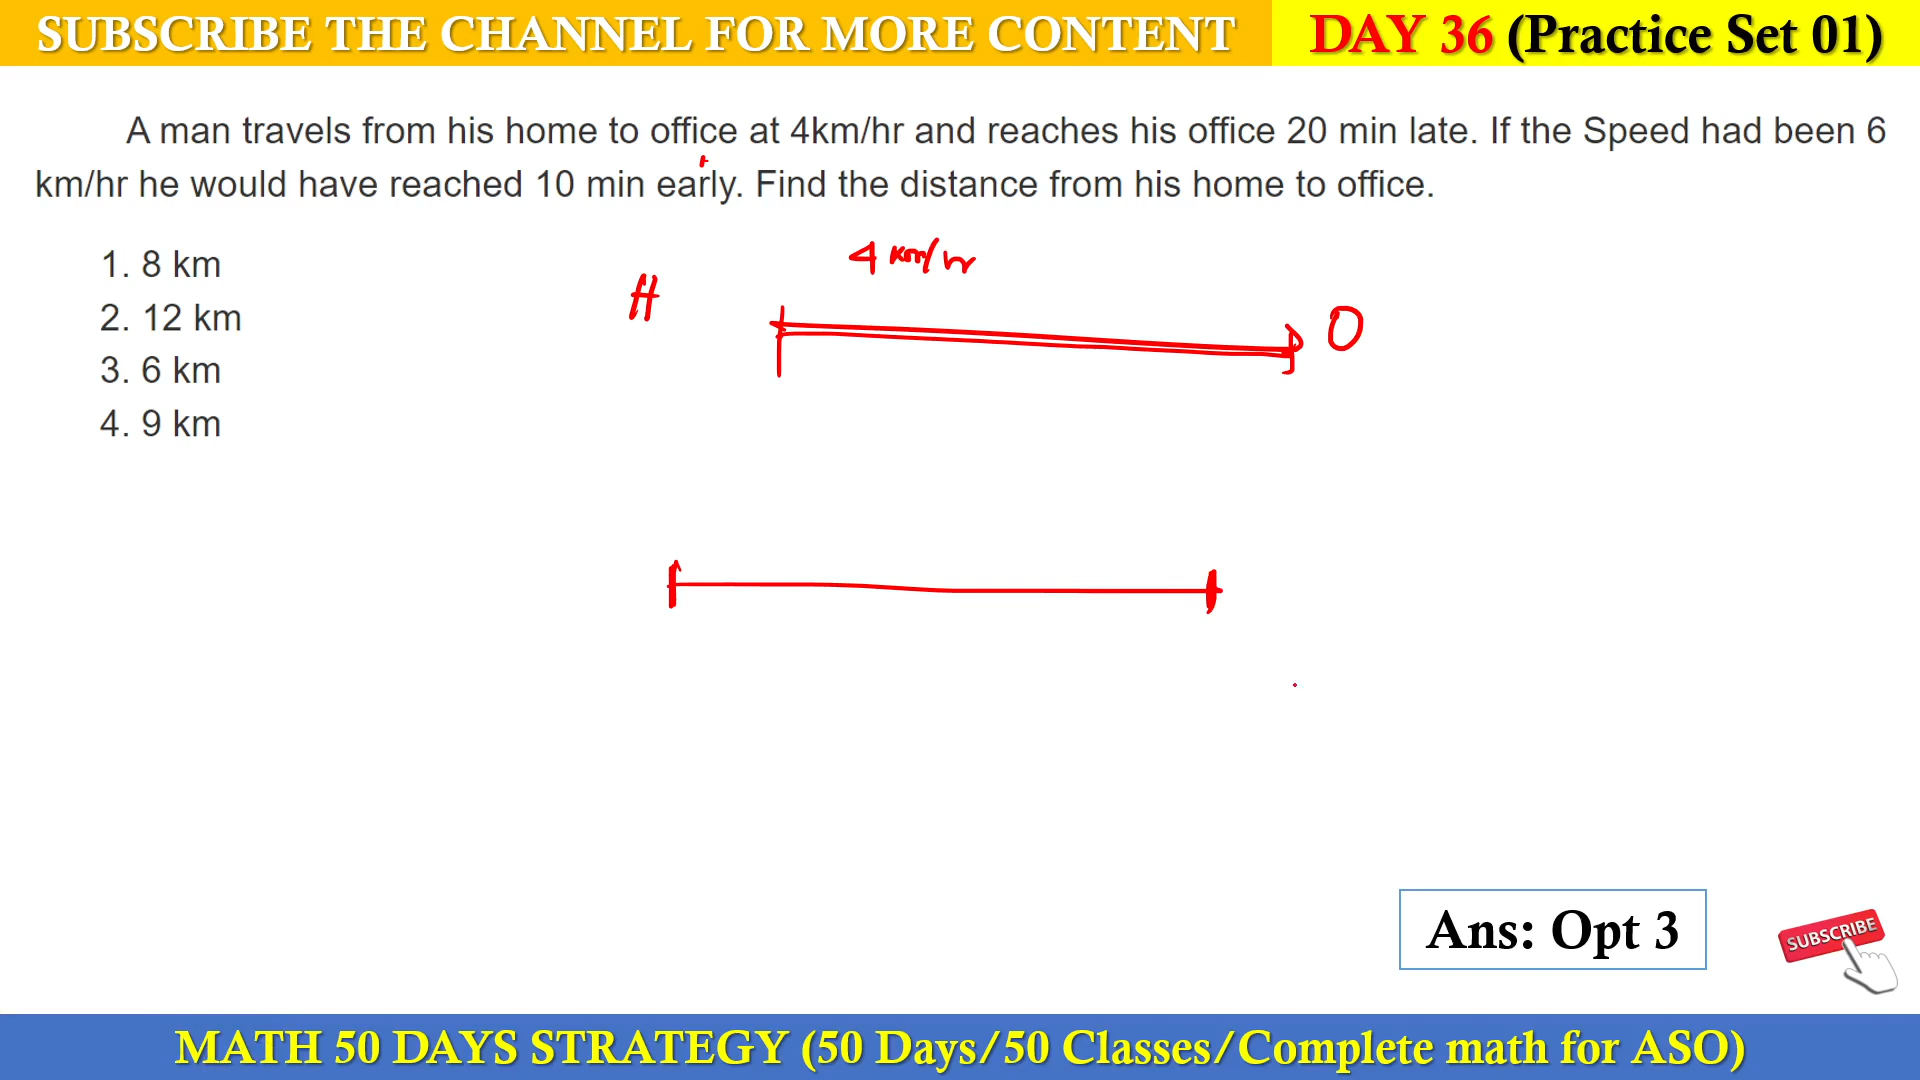 SUBSCRIBE THE CHANNEL FOR MORE CONTENT
DAY 36 (Practice Set 01)
A man travels from his home to office at 4km/hr and reaches his office 20 min late. If the Speed had been 6
km/hr he would have reached 10 min early. Find the distance from his home to office.
1. 8 km
2. 12 km
3. 6 km
4. 9 km
4 km/hr
H
O
Ans: Opt 3
SUBSCRIBE
MATH 50 DAYS STRATEGY (50 Days/50 Classes/Complete math for ASO)